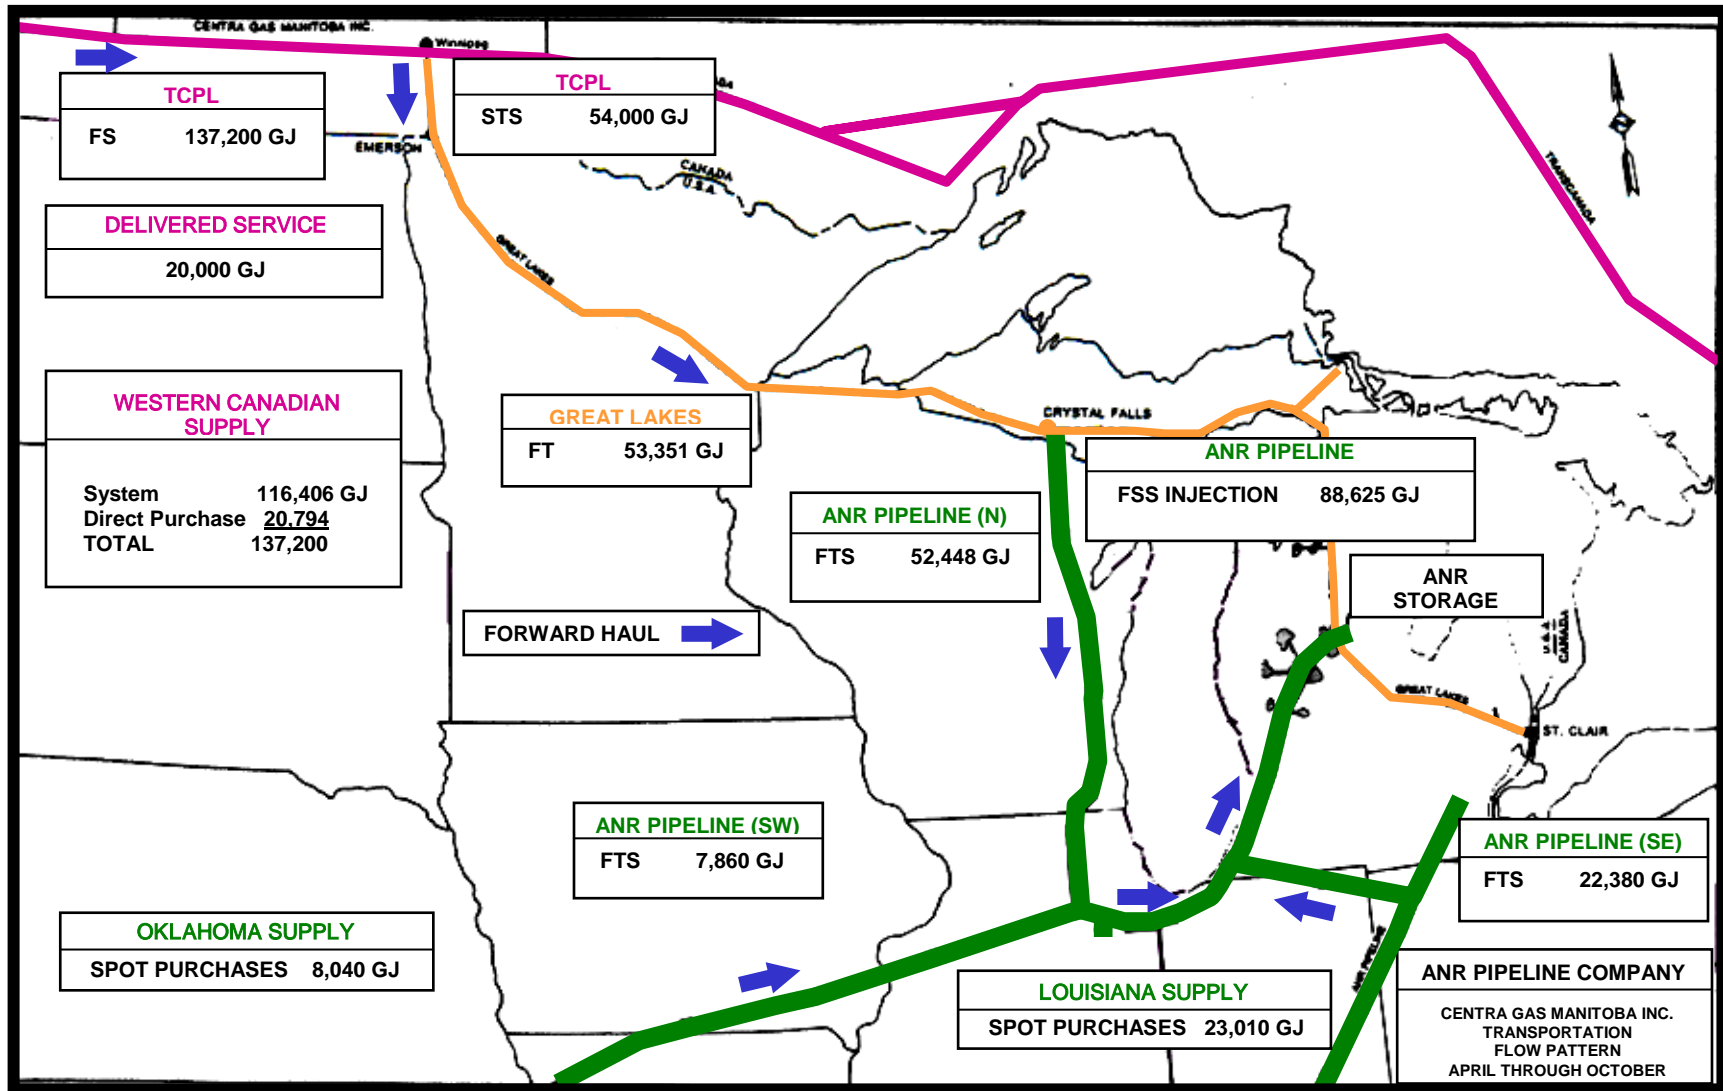 CENTRA GAS MANITOBA INC.
Winnipeg
TCPL
FS 137,200 GJ
TCPL
STS 54,000 GJ
EMERSON
CANADA
U.S.A.
TRANSCANADA
DELIVERED SERVICE
20,000 GJ
GREAT LAKES
WESTERN CANADIAN
SUPPLY
System 116,406 GJ
Direct Purchase 20,794
TOTAL 137,200
GREAT LAKES
FT 53,351 GJ
CRYSTAL FALLS
ANR PIPELINE
FSS INJECTION 88,625 GJ
ANR PIPELINE (N)
FTS 52,448 GJ
ANR
STORAGE
FORWARD HAUL
U.S.A.
CANADA
GREAT LAKES
ST. CLAIR
ANR PIPELINE (SW)
FTS 7,860 GJ
ANR PIPELINE (SE)
FTS 22,380 GJ
OKLAHOMA SUPPLY
SPOT PURCHASES 8,040 GJ
ANR PIPELINE
LOUISIANA SUPPLY
SPOT PURCHASES 23,010 GJ
ANR PIPELINE COMPANY
CENTRA GAS MANITOBA INC.
TRANSPORTATION
FLOW PATTERN
APRIL THROUGH OCTOBER